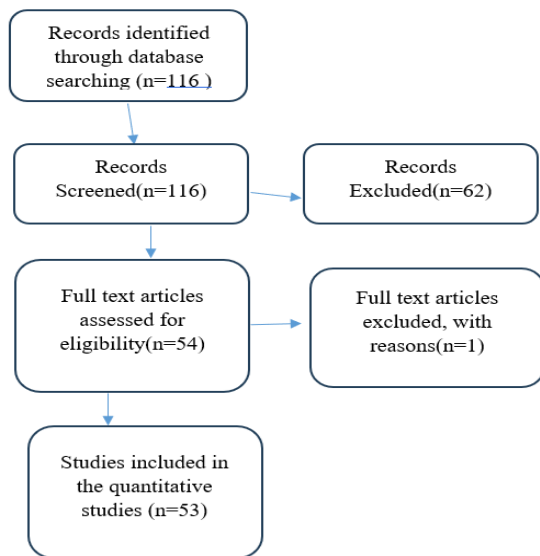 Records identified
through database
searching (n=116 )
Records
Screened(n=116)
Records
Excluded(n=62)
Full text articles
assessed for
eligibility(n=54)
Full text articles
excluded, with
reasons(n=1)
Studies included in
the quantitative
studies (n=53)